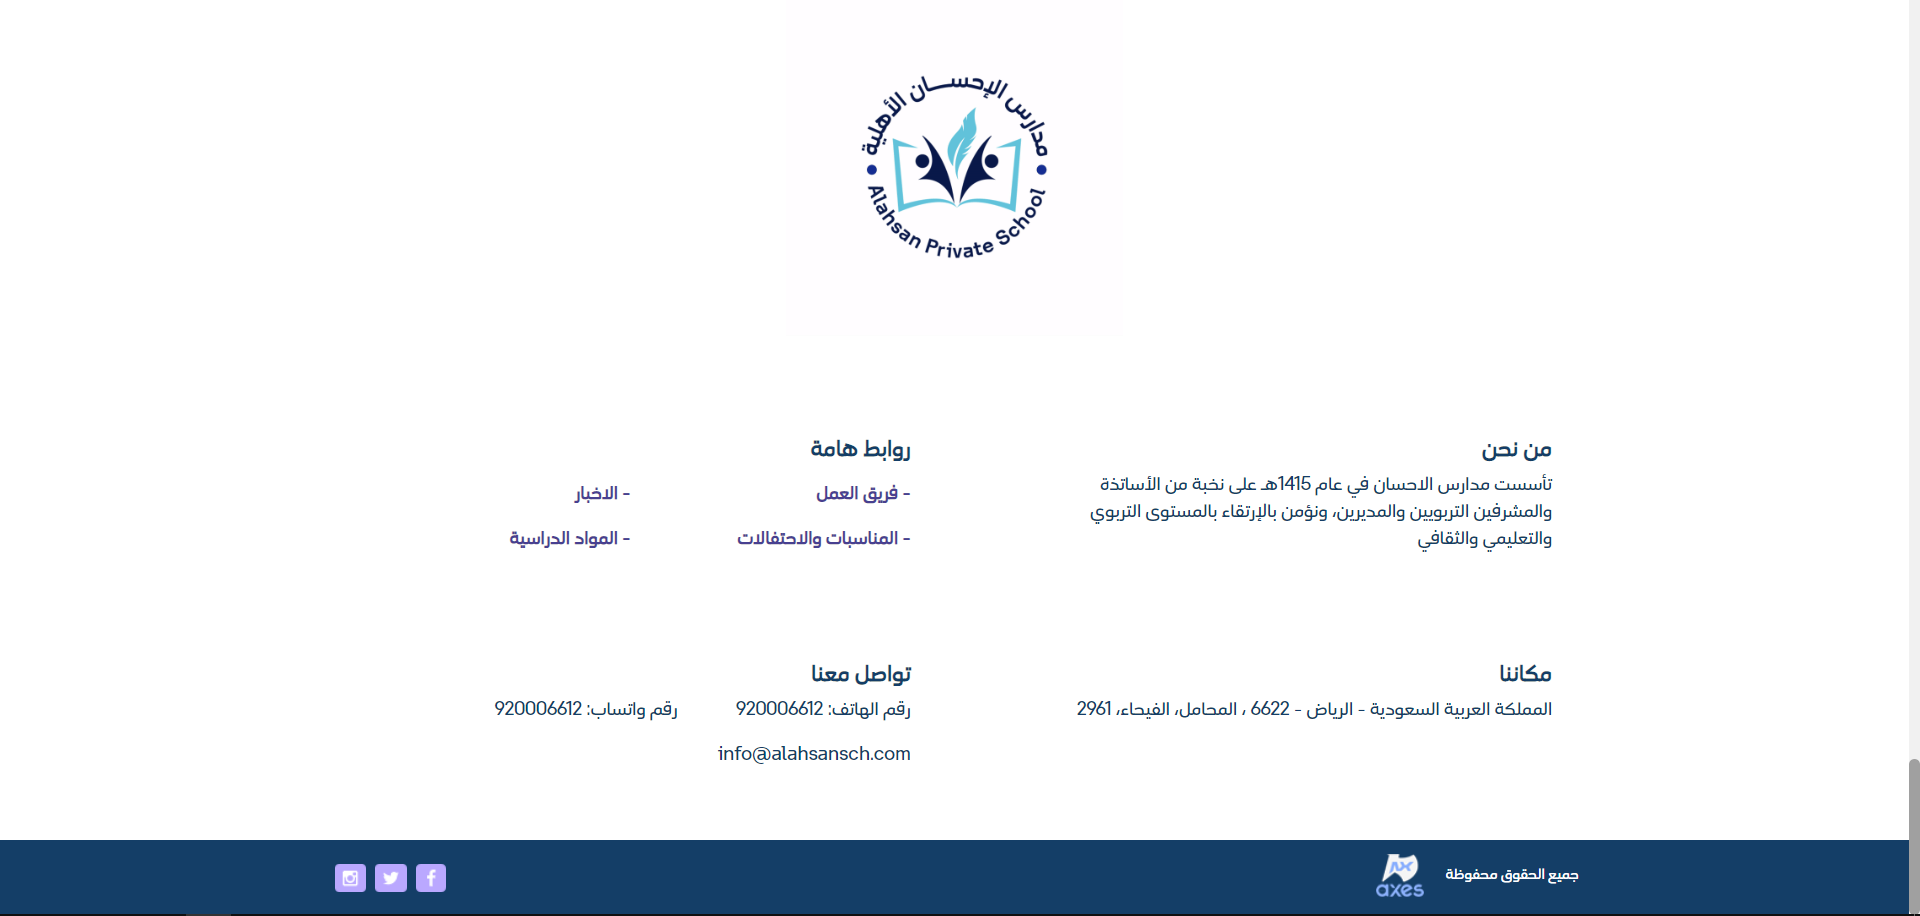 مدارس الإحسان الأهلية
Alahsan Private School
من نحن
تأسست مدارس الاحسان في عام 1415هـ على نخبة من الأساتذة
والمشرفين التربويين والمديرين، ونؤمن بالإرتقاء بالمستوى التربوي
والتعليمي والثقافي
روابط هامة
- فريق العمل
- الاخبار
- المناسبات والاحتفالات
- المواد الدراسية
مكاننا
المملكة العربية السعودية - الرياض - 6622 ، المحامل، الفيحاء، 2961
تواصل معنا
رقم الهاتف: 920006612
رقم واتساب: 920006612
info@alahsansch.com
جميع الحقوق محفوظة
axes